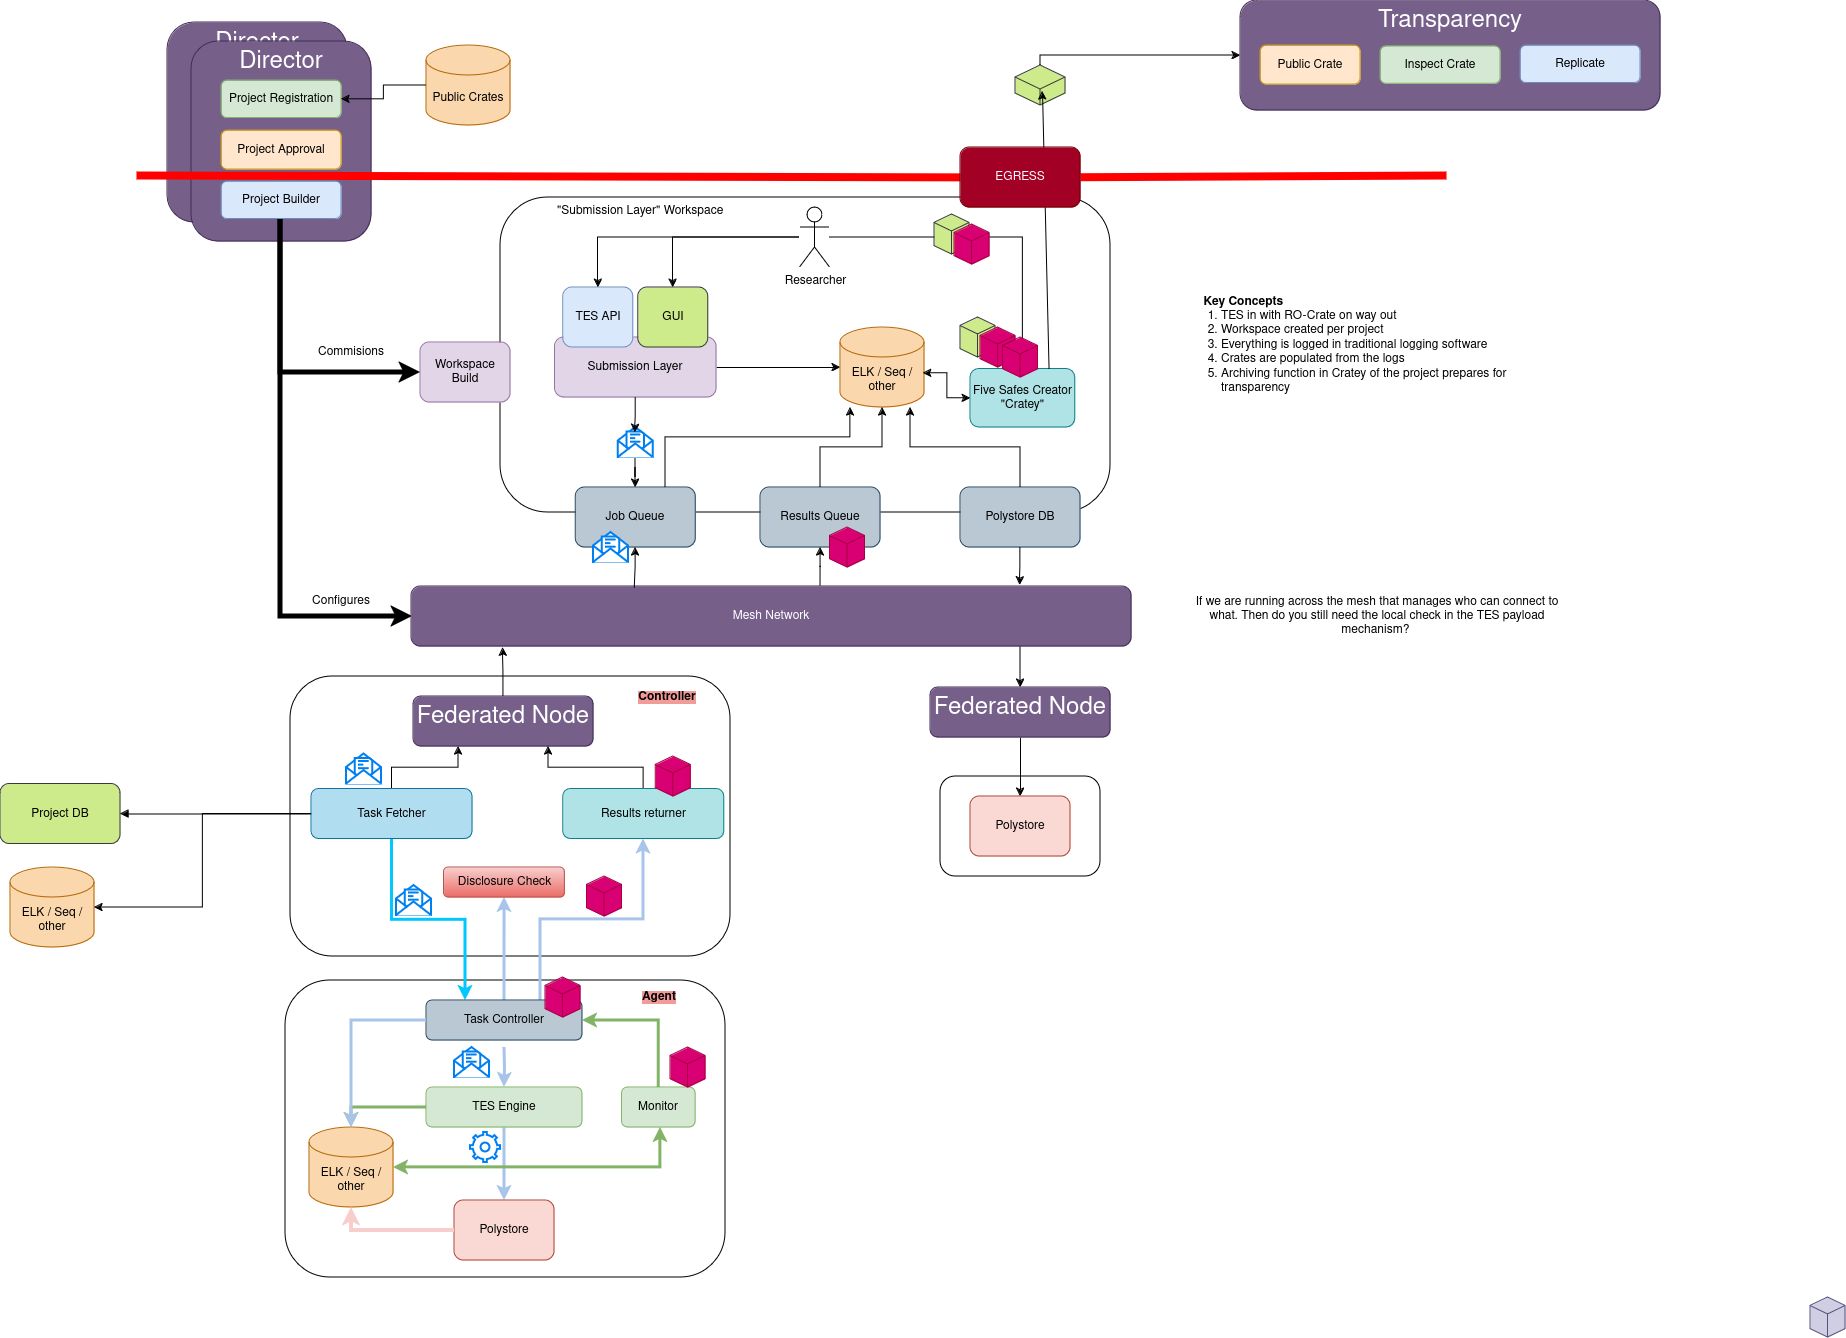 Director
Director
Project Registration
Project Approval
Project Builder
Public Crates
Transparency
Public Crate
Inspect Crate
Replicate
EGRESS
"Submission Layer" Workspace
Researcher
TES API
GUI
Submission Layer
Commisions
Workspace
Build
ELK / Seq /
other
Five Safes Creator
"Cratey"
Key Concepts
1. TES in with RO-Crate on way out
2. Workspace created per project
3. Everything is logged in traditional logging software
4. Crates are populated from the logs
5. Archiving function in Cratey of the project prepares for
transparency
Job Queue
Results Queue
Polystore DB
Configures
Mesh Network
If we are running across the mesh that manages who can connect to
what. Then do you still need the local check in the TES payload
mechanism?
Controller
Federated Node
Federated Node
Project DB
Task Fetcher
Results returner
Polystore
Disclosure Check
ELK / Seq /
other
Agent
Task Controller
TES Engine
Monitor
ELK / Seq /
other
Polystore